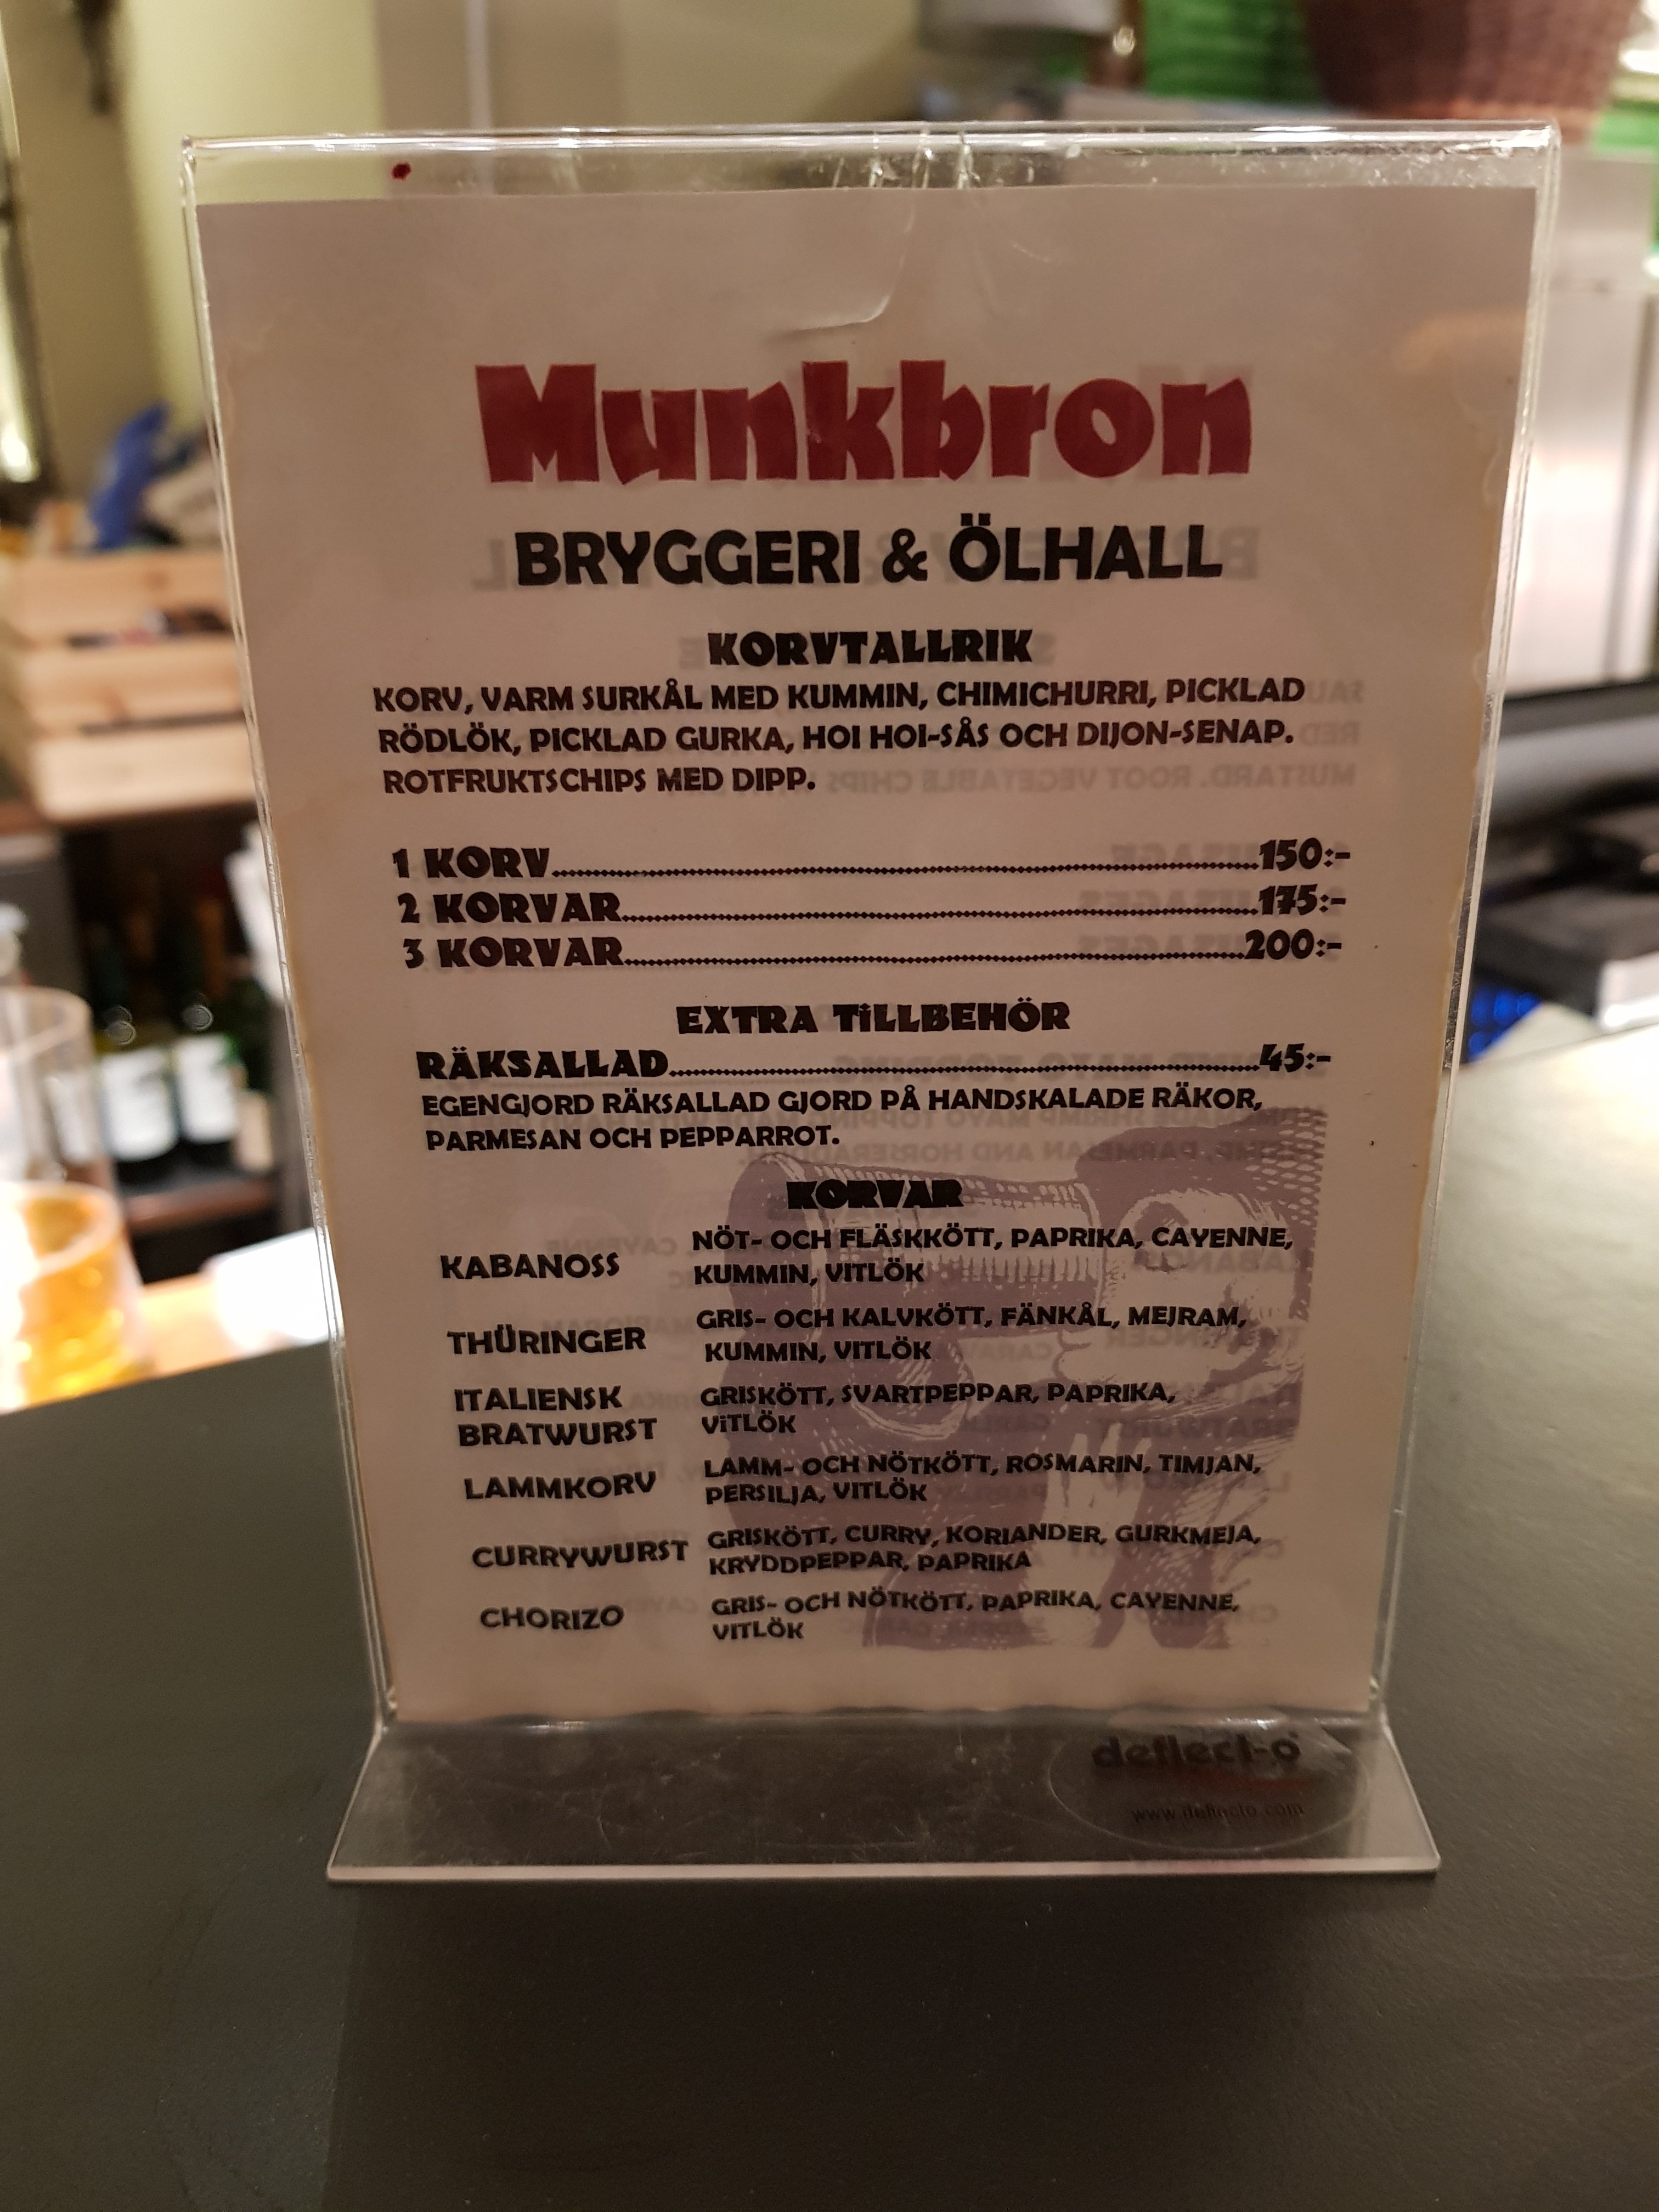 Munkbron
BRYGGERI & ÖLHALL
KORVTALLRIK
KORV, VARM SURKÅL MED KUMMIN, CHIMICHURRI, PICKLAD
RÖDLÖK, PICKLAD GURKA, HOI HOI-SÅS OCH DIJON-SENAP.
ROTFRUKTSCHIPS MED DIPP.
1 KORV.....150:-
2 KORVAR.....175:-
3 KORVAR.....200:-
EXTRA TiLLBEHÖR
RÄKSALLAD.....45:-
EGENGJORD RÄKSALLAD GJORD PÅ HANDSKALADE RÄKOR,
PARMESAN OCH PEPPARROT.
KORVAR
KABANOSS NÖT- OCH FLÄSKKÖTT, PAPRIKA, CAYENNE,
KUMMIN, VITLÖK
THÜRINGER GRIS- OCH KALVKÖTT, FÄNKÅL, MEJRAM,
KUMMIN, VITLÖK
ITALIENSK GRISKÖTT, SVARTPEPPAR, PAPRIKA,
BRATWURST ViTLÖK
LAMMKORV LAMM- OCH NÖTKÖTT, ROSMARIN, TIMJAN,
PERSILJA, VITLÖK
CURRYWURST GRISKÖTT, CURRY, KORIANDER, GURKMEJA,
KRYDDPEPPAR, PAPRIKA
CHORIZO GRIS- OCH NÖTKÖTT, PAPRIKA, CAYENNE,
VITLÖK
deflect-o